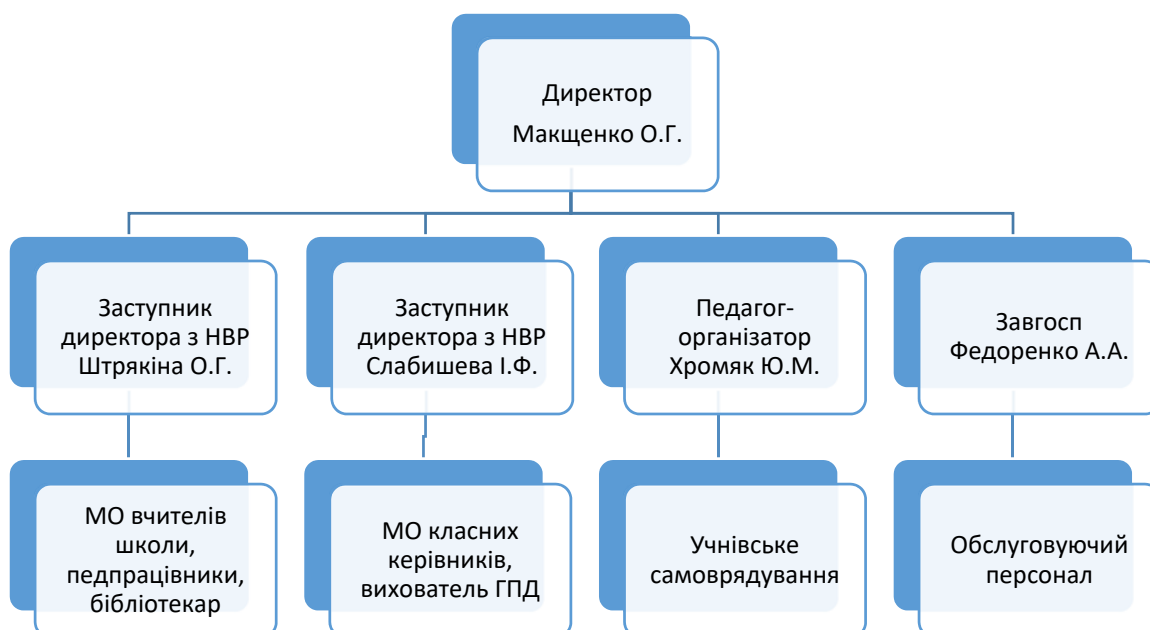 Директор
Макщенко О.Г.
Заступник
директора з НВР
Штрякіна О.Г.
Заступник
директора з НВР
Слабишева І.Ф.
Педагог-
організатор
Хромяк Ю.М.
Завгосп
Федоренко А.А.
МО вчителів
школи,
педпрацівники,
бібліотекар
МО класних
керівників,
вихователь ГПД
Учнівське
самоврядування
Обслуговуючий
персонал